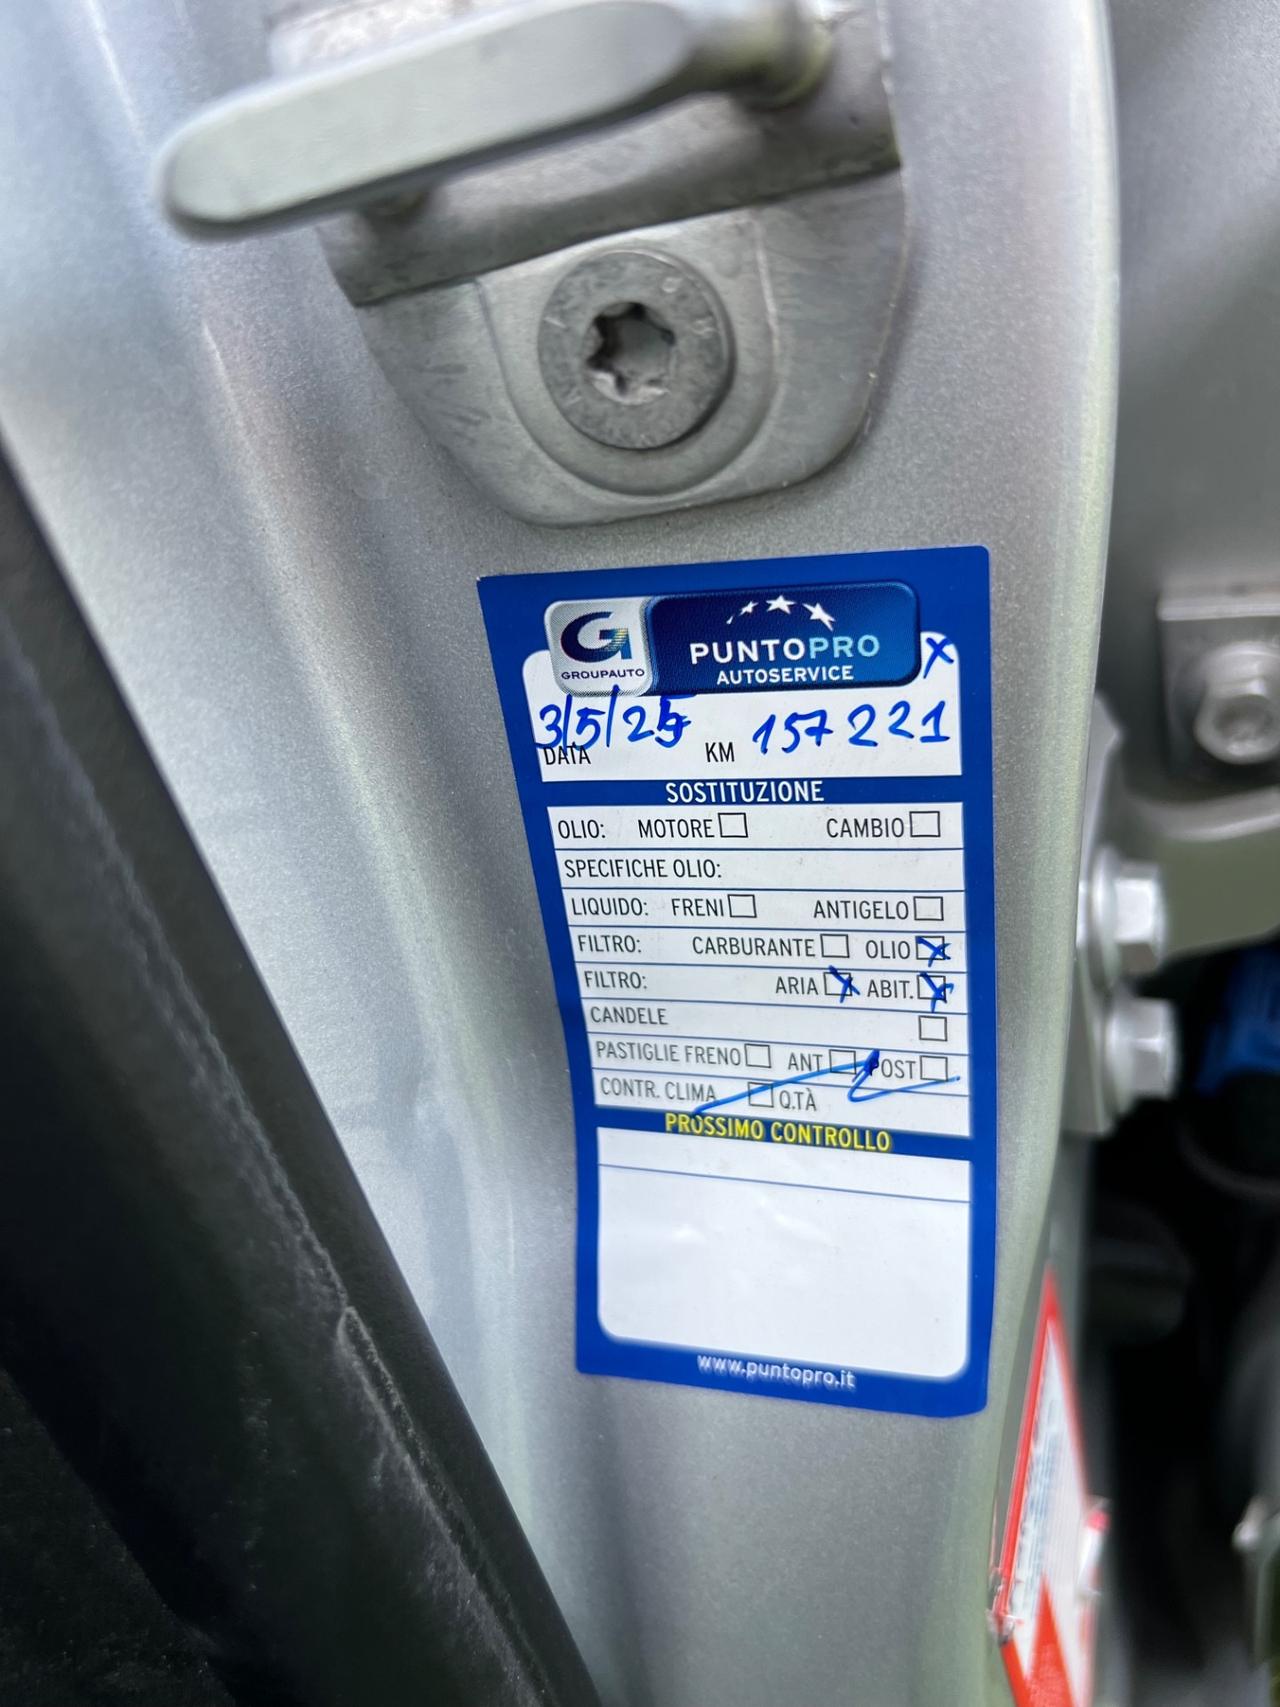 GROUPAUTO
PUNTOPRO
AUTOSERVICE
X
3/5/25 157221
DATA KM
SOSTITUZIONE
OLIO: MOTORE CAMBIO
SPECIFICHE OLIO:
LIQUIDO: FRENI ANTIGELO
FILTRO: CARBURANTE OLIO X
FILTRO: ARIA X ABIT. X
CANDELE
PASTIGLIE FRENO ANT POST
CONTR. CLIMA Q.TÀ
PROSSIMO CONTROLLO
www.puntopro.it